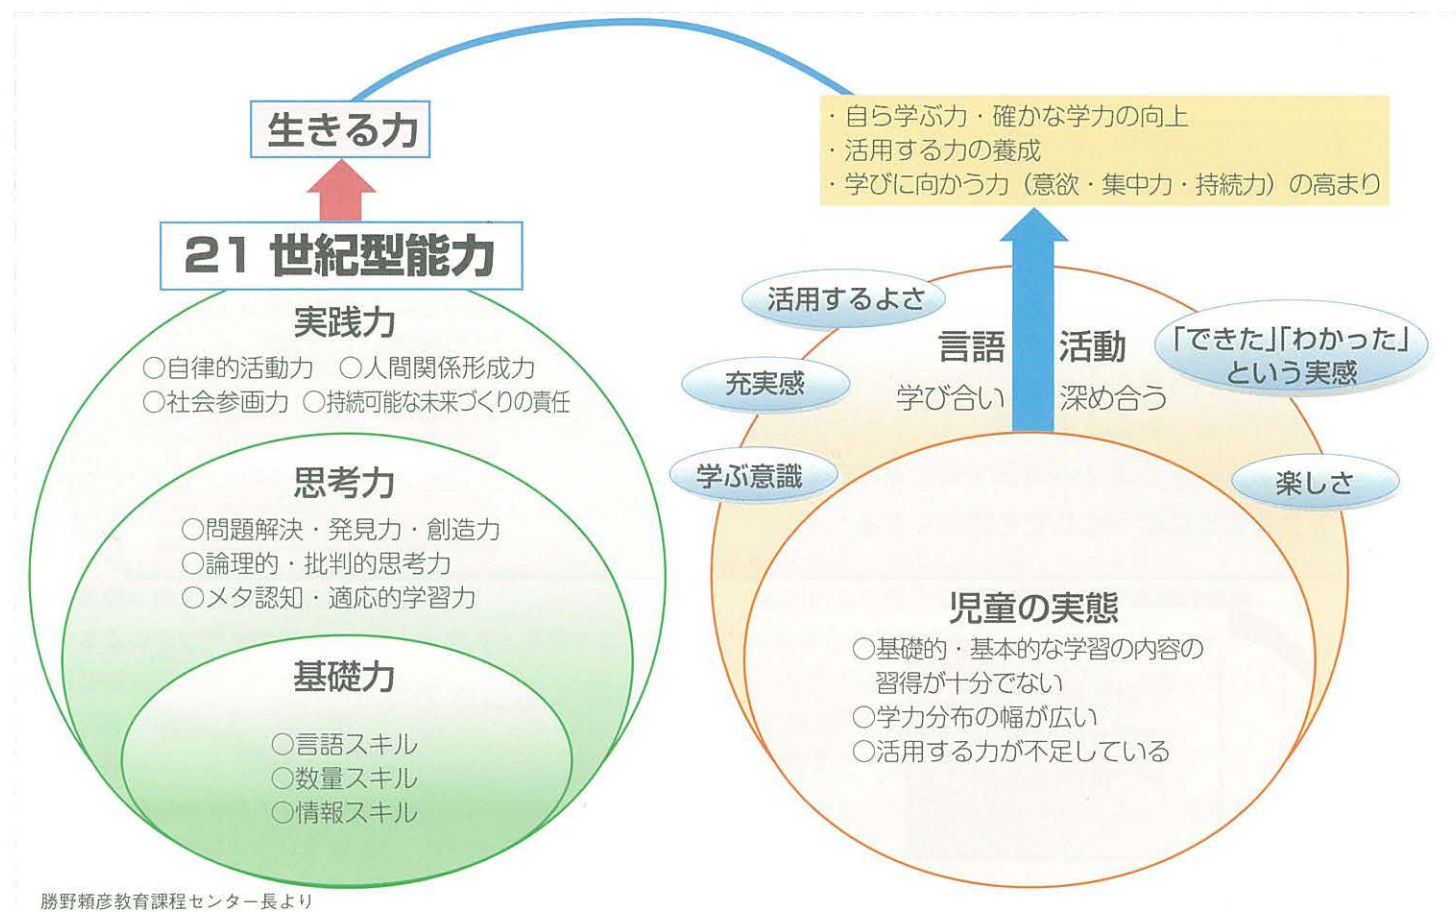 生きる力
21 世紀型能力
実践力
○自律的活動力 ○人間関係形成力
○社会参画力 ○持続可能な未来づくりの責任
思考力
○問題解決・発見力・創造力
○論理的・批判的思考力
○メタ認知・適応的学習力
基礎力
○言語スキル
○数量スキル
○情報スキル
勝野頼彦教育課程センター長より
・自ら学ぶ力・確かな学力の向上
・活用する力の養成
・学びに向かう力（意欲・集中力・持続力）の高まり
活用するよさ
充実感
学ぶ意識
言語 活動
学び合い 深め合う
「できた」「わかった」
という実感
楽しさ
児童の実態
○基礎的・基本的な学習の内容の
習得が十分でない
○学力分布の幅が広い
○活用する力が不足している